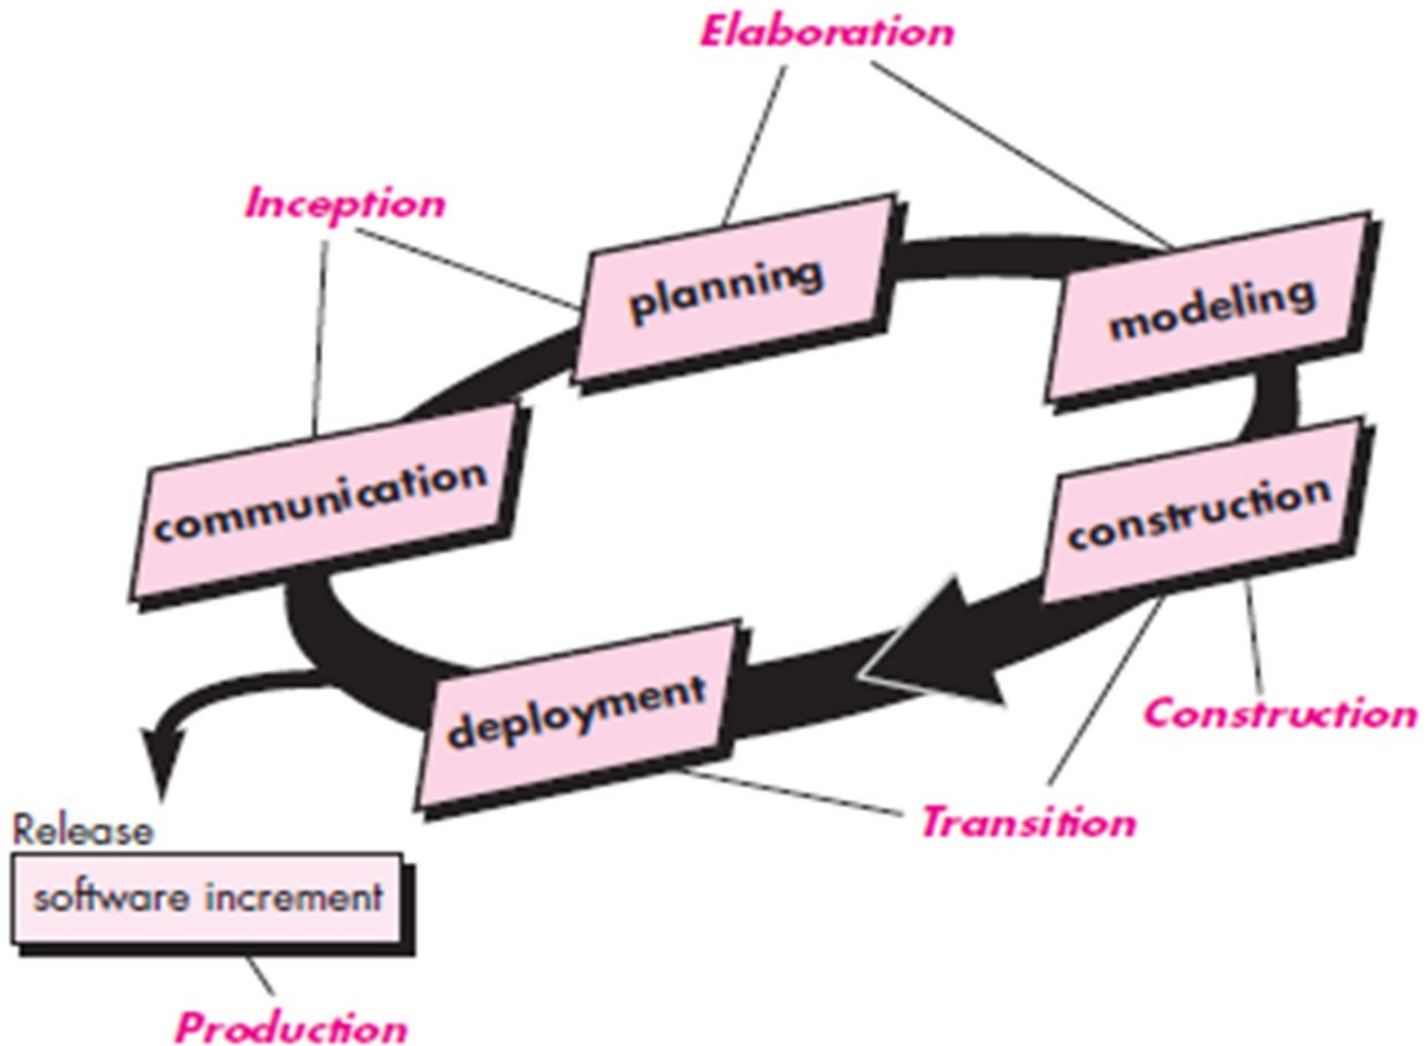 Elaboration
Inception
planning
modeling
communication
construction
deployment
Construction
Transition
Release
software increment
Production